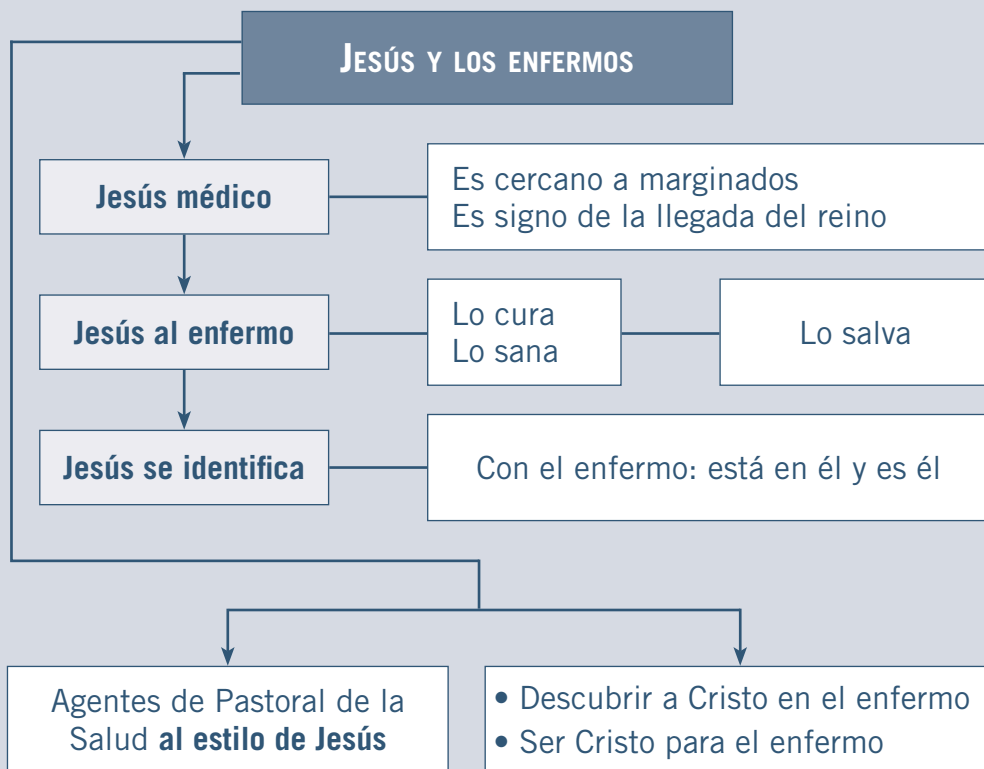 JESÚS Y LOS ENFERMOS
Jesús médico
Es cercano a marginados
Es signo de la llegada del reino
Jesús al enfermo
Lo cura
Lo sana
Lo salva
Jesús se identifica
Con el enfermo: está en él y es él
Agentes de Pastoral de la
Salud al estilo de Jesús
• Descubrir a Cristo en el enfermo
• Ser Cristo para el enfermo